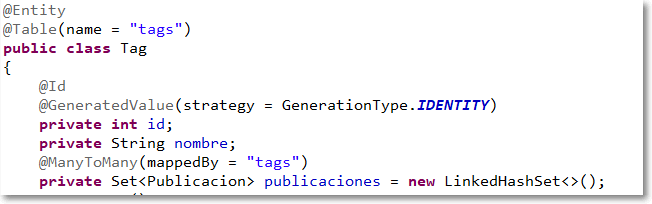 @Entity
@Table(name = "tags")
public class Tag
{
@Id
@GeneratedValue(strategy = GenerationType.IDENTITY)
private int id;
private String nombre;
@ManyToMany(mappedBy = "tags")
private Set<Publicacion> publicaciones = new LinkedHashSet<>();